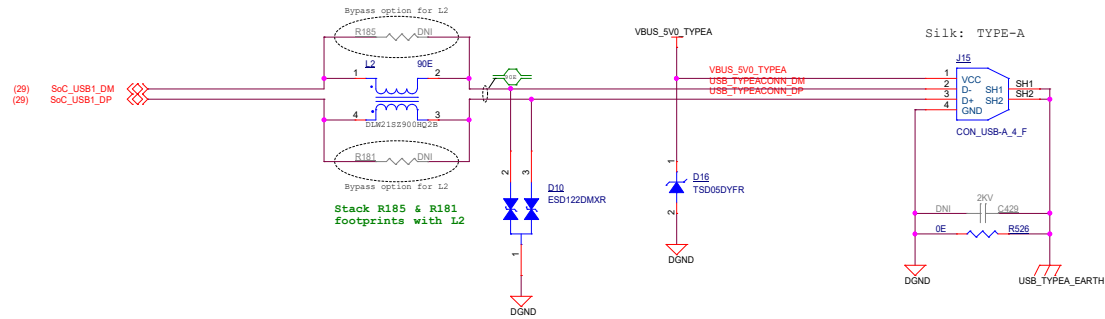 Bypass option for L2
R185 DNI
L2 90E
1 2
4 3
DLW21SZ900HQ2B
R181 DNI
Bypass option for L2
Stack R185 & R181
footprints with L2
(29) SoC_USB1_DM
(29) SoC_USB1_DP
90E
2 3
D10
ESD122DMXR
1
DGND
VBUS_5V0_TYPEA
VBUS_5V0_TYPEA
USB_TYPEACONN_DM
USB_TYPEACONN_DP
1
D16
TSD05DYFR
2
DGND
Silk: TYPE-A
J15
1 VCC
2 D- SH1 SH1
3 D+ SH2 SH2
4 GND
CON_USB-A_4_F
2KV
DNI C429
0E R526
DGND
USB_TYPEA_EARTH